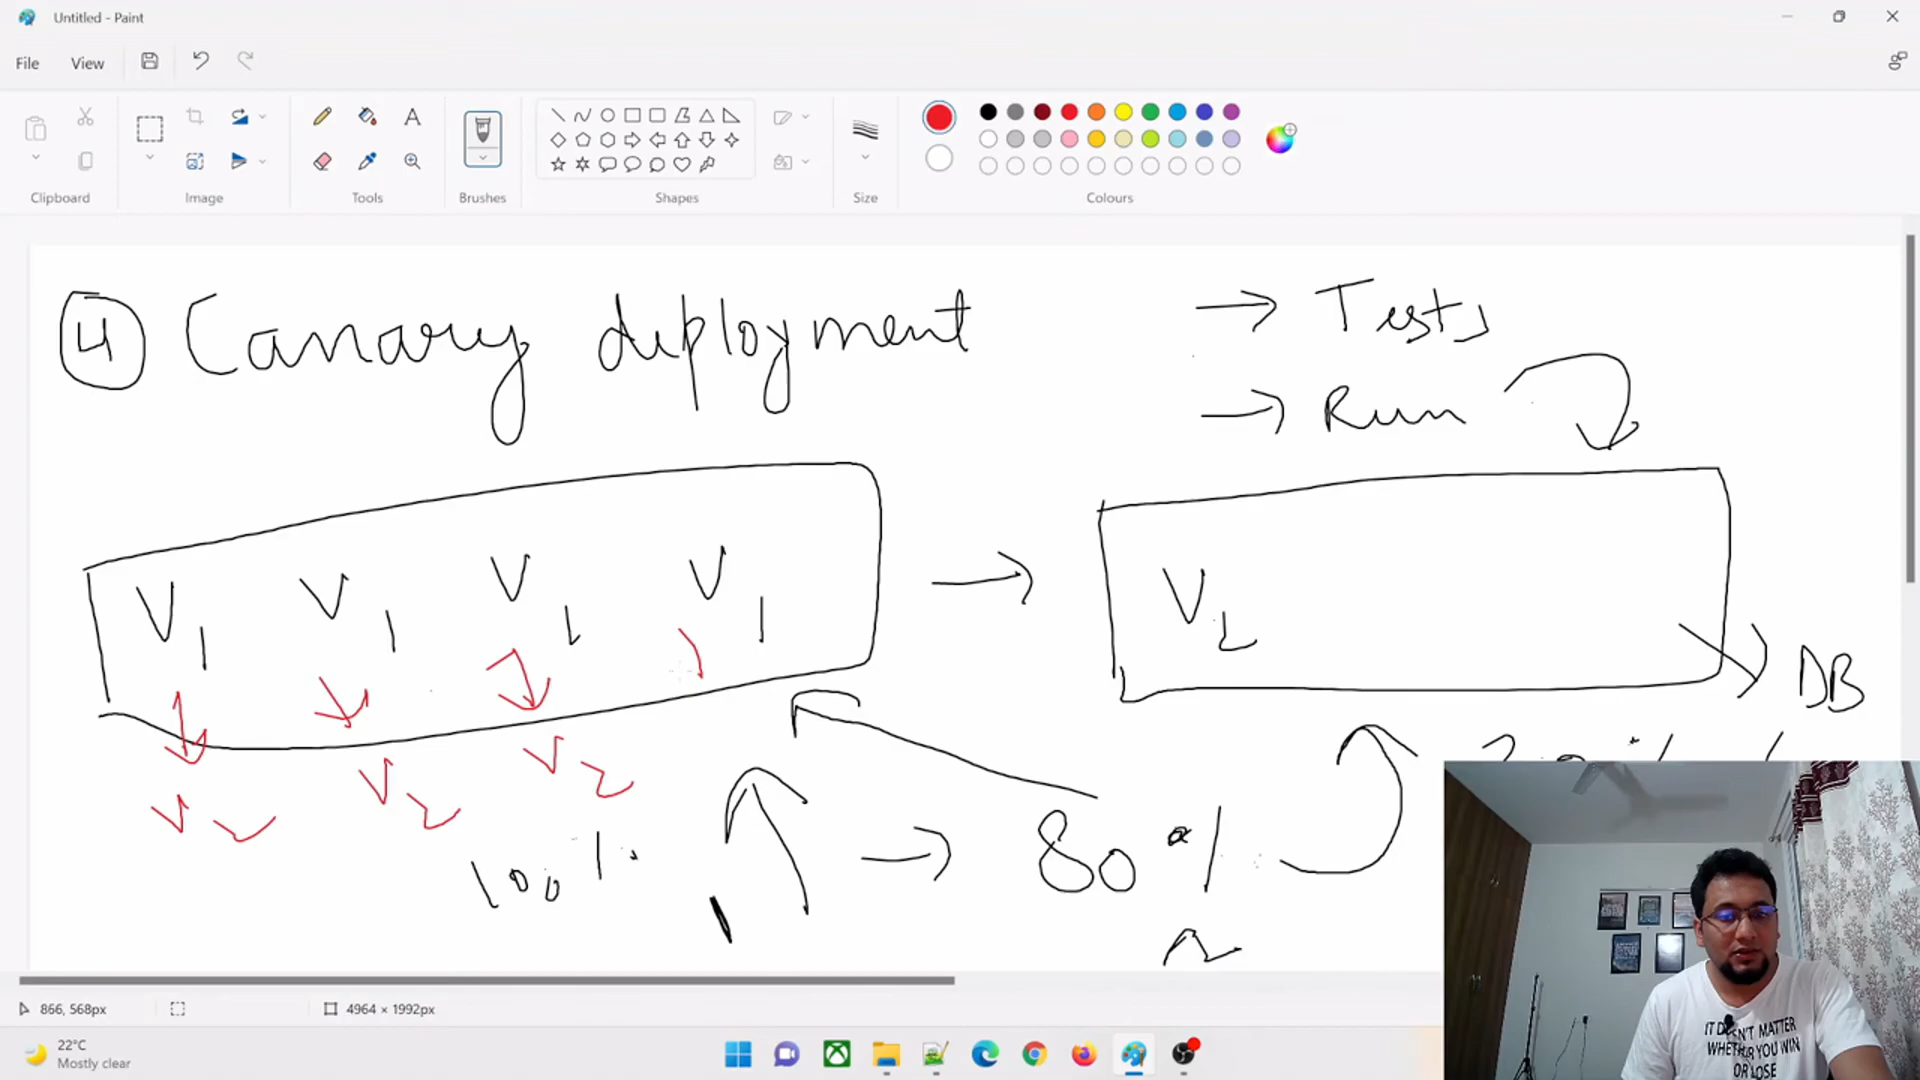 Untitled - Paint
File View
Clipboard Image Tools Brushes Shapes Size Colours
4 Canary deployment
→ Tests
→ Run
V1 V1 V1 V1 → V2
DB
V2 V2 V2
100% → 80%
IT DOESN'T MATTER
WHETHER YOU WIN
OR LOSE
866, 568px 4964 × 1992px
22°C
Mostly clear